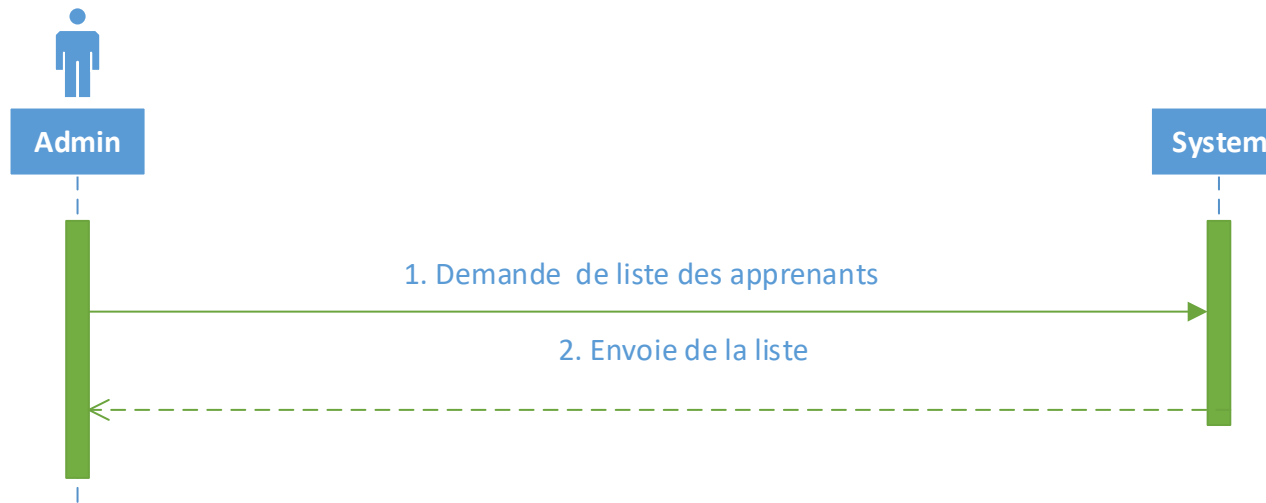 Admin
System
1. Demande de liste des apprenants
2. Envoie de la liste